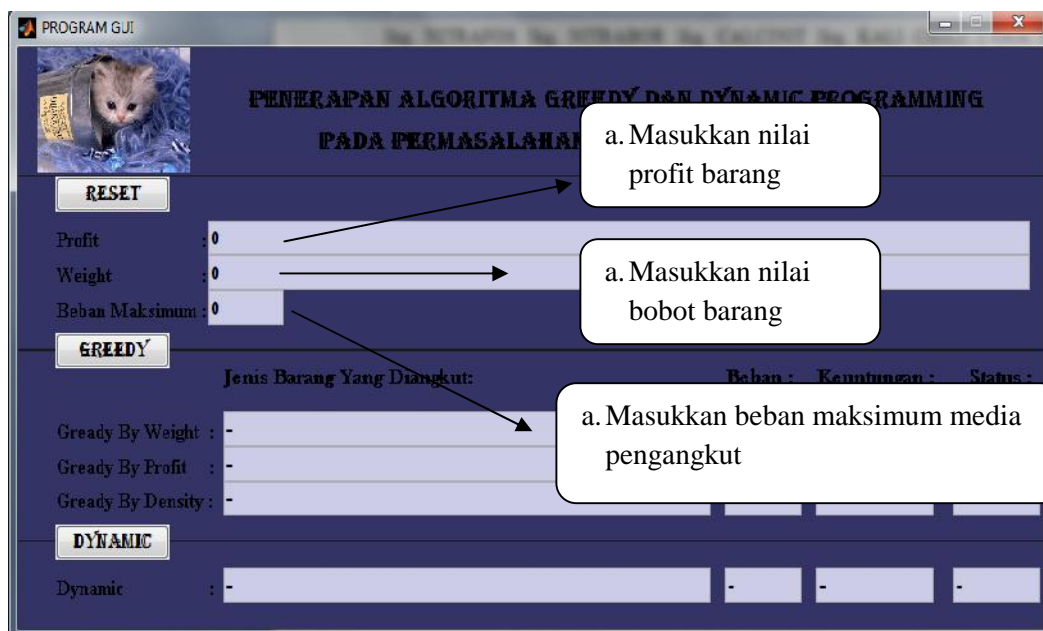 PROGRAM GUI
PENERAPAN ALGORITMA GREEDY DAN DYNAMIC PROGRAMMING
PADA PERMASALAHAN
a. Masukkan nilai
profit barang
RESET
Profit : 0
Weight : 0
a. Masukkan nilai
bobot barang
Beban Maksimum : 0
GREEDY
Jenis Barang Yang Diangkut: Beban : Keuntungan : Status :
a. Masukkan beban maksimum media
pengangkut
Gready By Weight : -
Gready By Profit : -
Gready By Density : -
DYNAMIC
Dynamic : - - - -